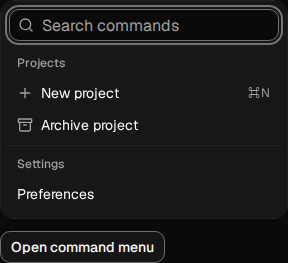 Search commands
Projects
New project ⌘N
Archive project
Settings
Preferences
Open command menu